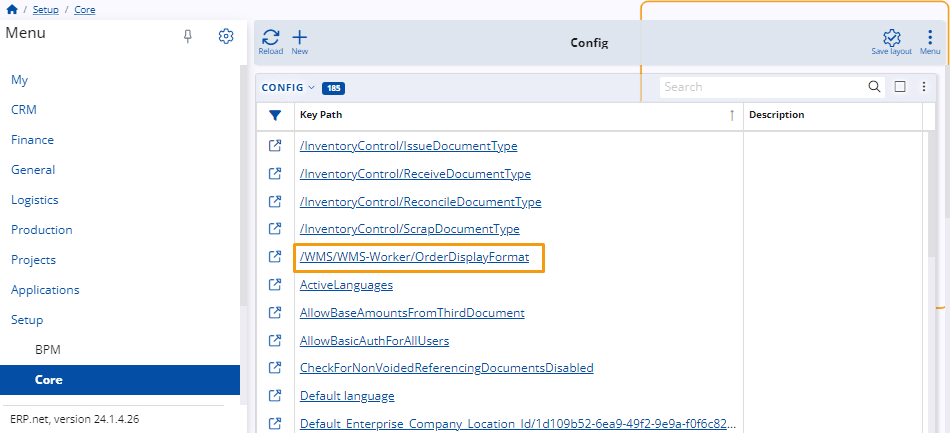 / Setup / Core
Menu
My
CRM
Finance
General
Logistics
Production
Projects
Applications
Setup
BPM
Core
ERP.net, version 24.1.4.26
Reload
New
Config
Save layout
Menu
CONFIG 185
Search
Key Path ↑ Description
/InventoryControl/IssueDocumentType
/InventoryControl/ReceiveDocumentType
/InventoryControl/ReconcileDocumentType
/InventoryControl/ScrapDocumentType
/WMS/WMS-Worker/OrderDisplayFormat
ActiveLanguages
AllowBaseAmountsFromThirdDocument
AllowBasicAuthForAllUsers
CheckForNonVoidedReferencingDocumentsDisabled
Default language
Default_Enterprise_Company_Location_Id/1d109b52-6ea9-49f2-9e9a-f0f6c82...